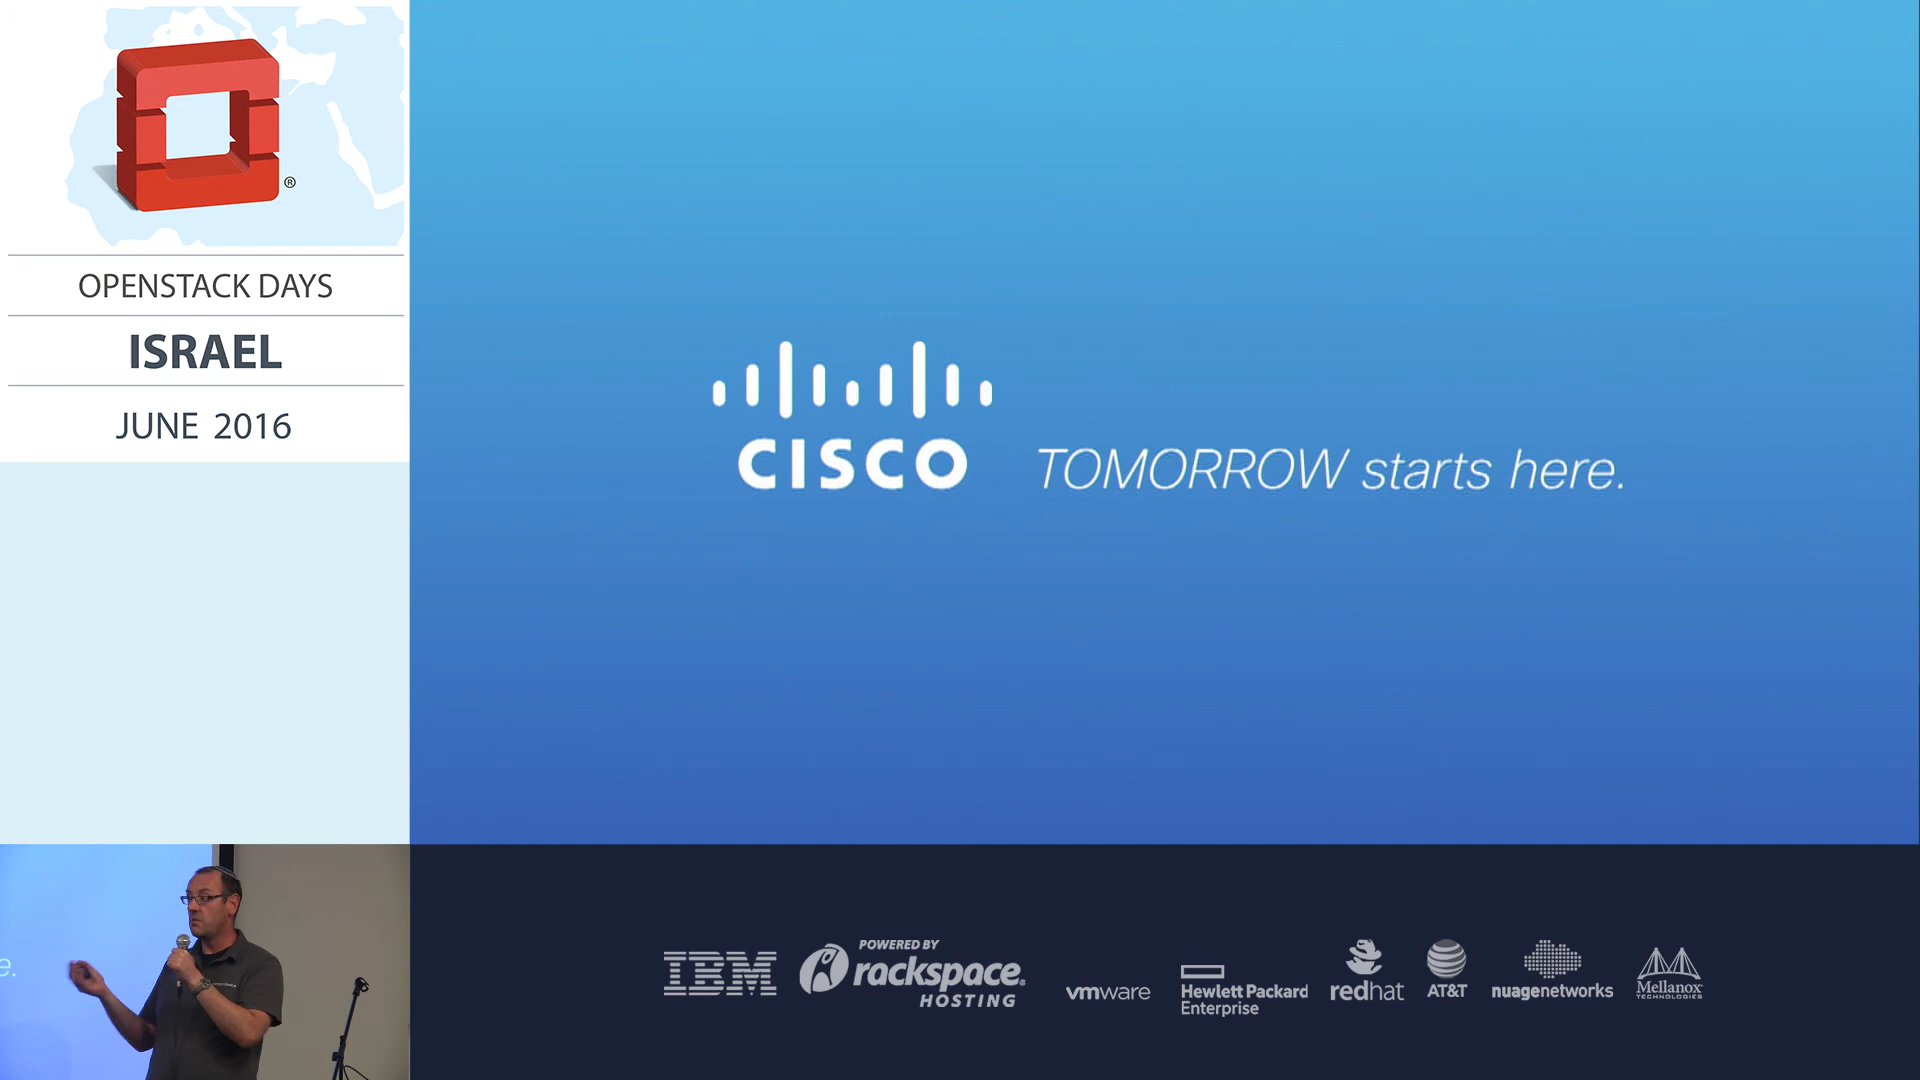 ®
OPENSTACK DAYS
ISRAEL
JUNE 2016
CISCO TOMORROW starts here.
e.
IBM
POWERED BY
rackspace®
HOSTING
vmware
Hewlett Packard
Enterprise
redhat
AT&T
nuagenetworks
Mellanox
TECHNOLOGIES